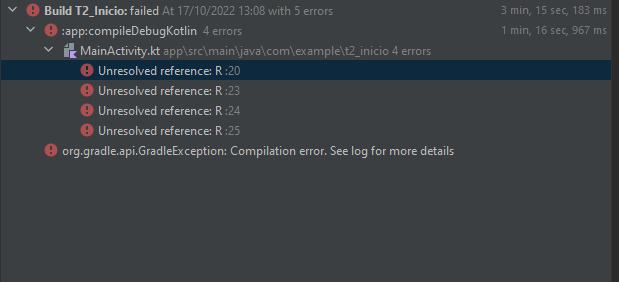 Build T2_Inicio: failed At 17/10/2022 13:08 with 5 errors 3 min, 15 sec, 183 ms
:app:compileDebugKotlin 4 errors 1 min, 16 sec, 967 ms
MainActivity.kt app\src\main\java\com\example\t2_inicio 4 errors
Unresolved reference: R :20
Unresolved reference: R :23
Unresolved reference: R :24
Unresolved reference: R :25
org.gradle.api.GradleException: Compilation error. See log for more details